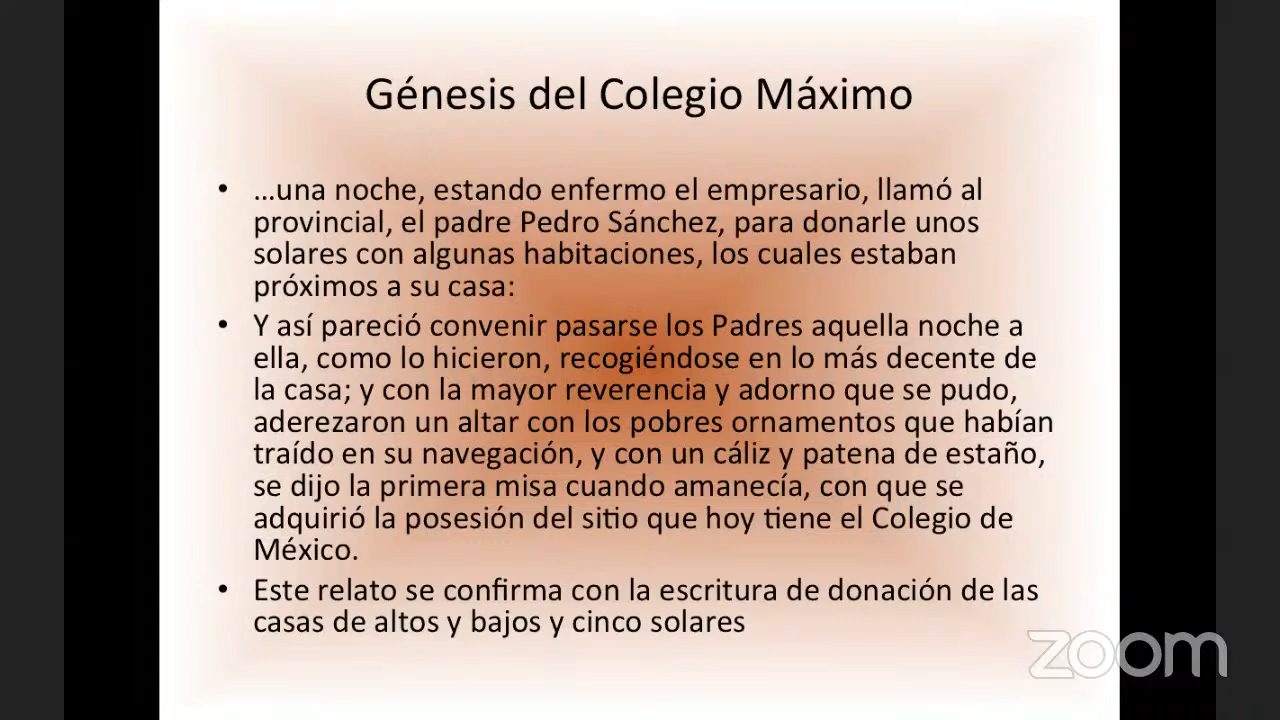 Génesis del Colegio Máximo
• …una noche, estando enfermo el empresario, llamó al
provincial, el padre Pedro Sánchez, para donarle unos
solares con algunas habitaciones, los cuales estaban
próximos a su casa:
• Y así pareció convenir pasarse los Padres aquella noche a
ella, como lo hicieron, recogiéndose en lo más decente de
la casa; y con la mayor reverencia y adorno que se pudo,
aderezaron un altar con los pobres ornamentos que habían
traído en su navegación, y con un cáliz y patena de estaño,
se dijo la primera misa cuando amanecía, con que se
adquirió la posesión del sitio que hoy tiene el Colegio de
México.
• Este relato se confirma con la escritura de donación de las
casas de altos y bajos y cinco solares
zoom